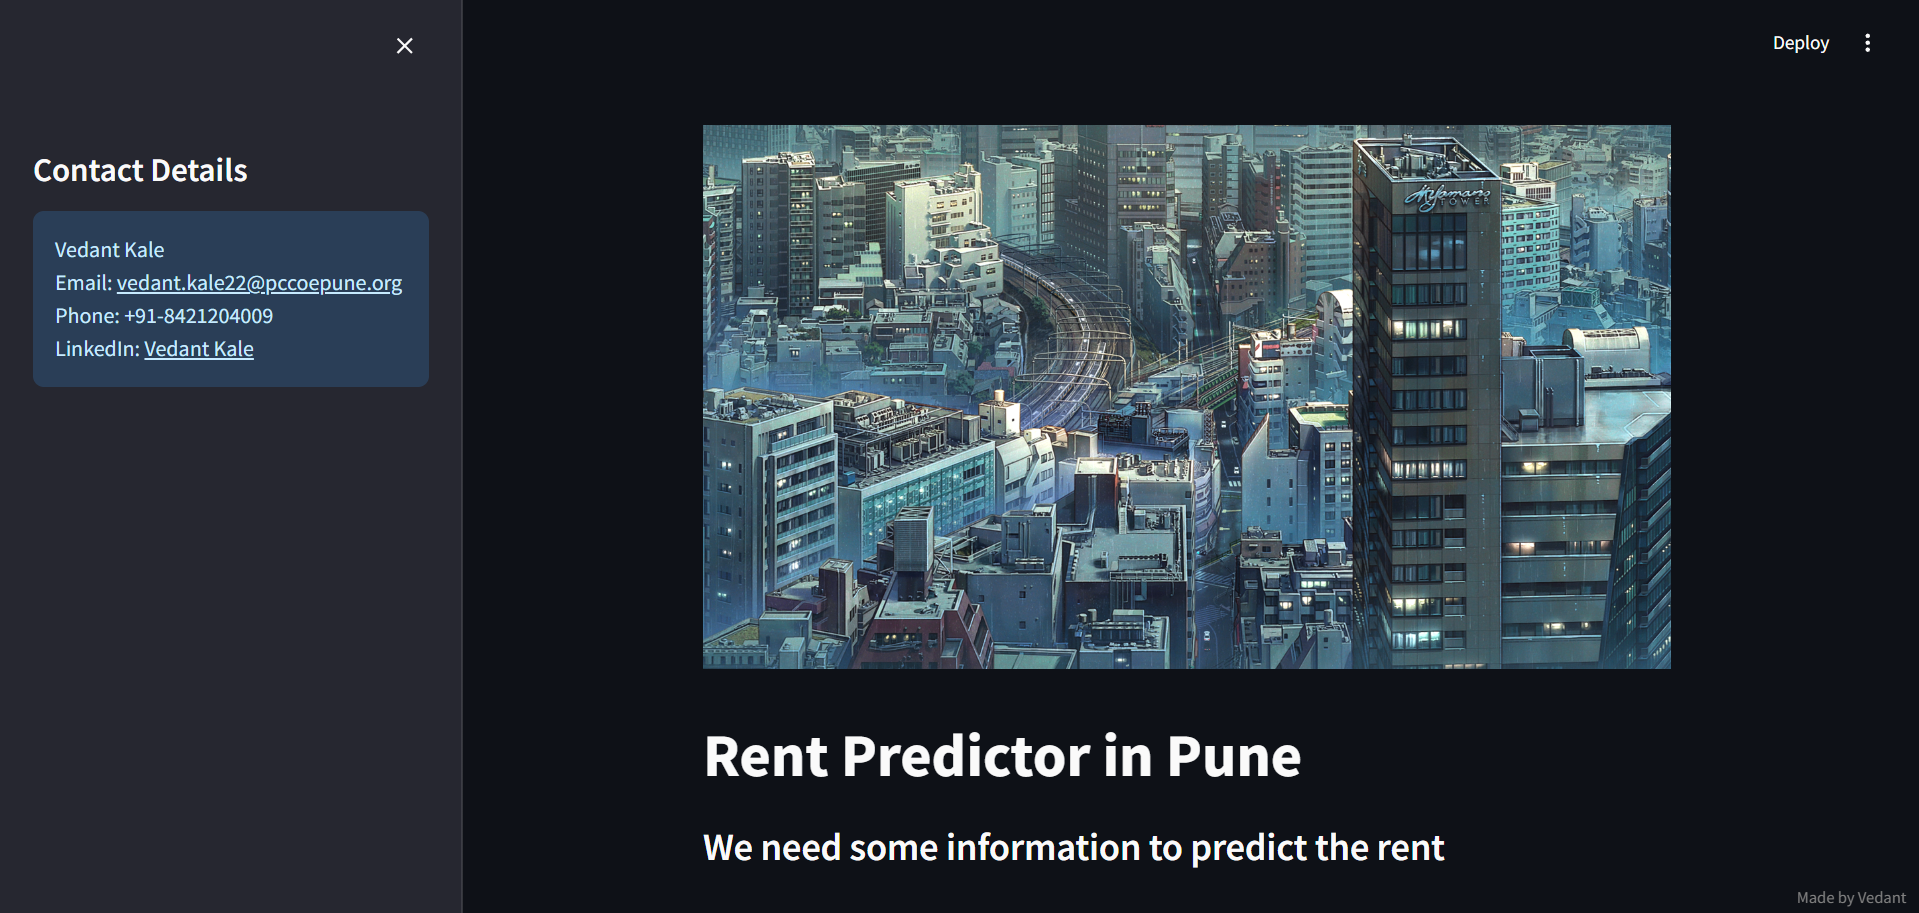 Deploy
Contact Details
Vedant Kale
Email: vedant.kale22@pccoepune.org
Phone: +91-8421204009
LinkedIn: Vedant Kale
TOWER
Rent Predictor in Pune
We need some information to predict the rent
Made by Vedant